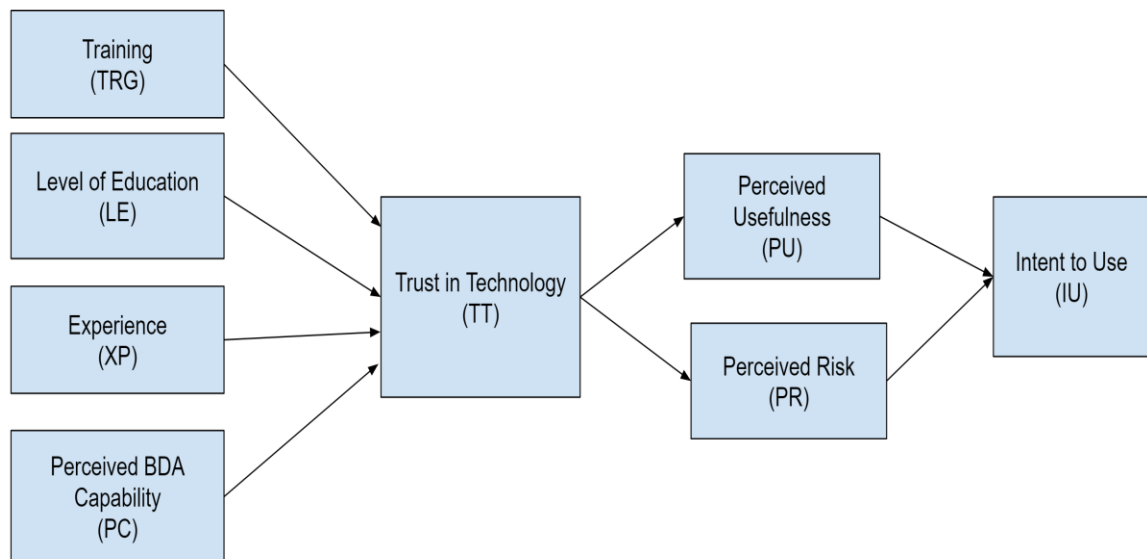 Training
(TRG)
Level of Education
(LE)
Experience
(XP)
Perceived BDA
Capability
(PC)
Trust in Technology
(TT)
Perceived
Usefulness
(PU)
Perceived Risk
(PR)
Intent to Use
(IU)